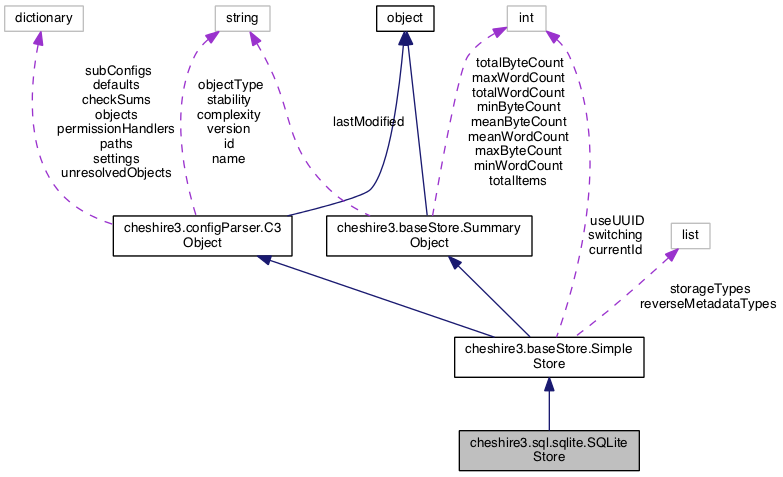 dictionary
string
object
int
subConfigs
defaults
checkSums
objects
permissionHandlers
paths
settings
unresolvedObjects
objectType
stability
complexity
version
id
name
lastModified
totalByteCount
maxWordCount
totalWordCount
minByteCount
meanByteCount
meanWordCount
maxByteCount
minWordCount
totalItems
cheshire3.configParser.C3
Object
cheshire3.baseStore.Summary
Object
useUUID
switching
currentId
list
storageTypes
reverseMetadataTypes
cheshire3.baseStore.Simple
Store
cheshire3.sql.sqlite.SQLite
Store